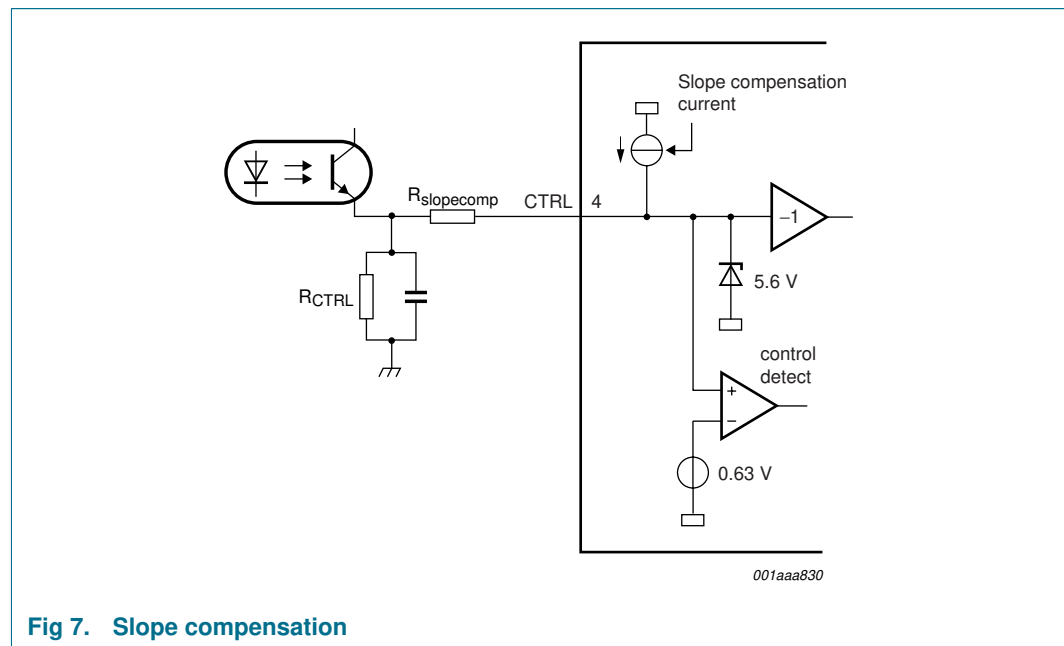 Slope compensation
current
Rslopecomp
CTRL
4
−1
5.6 V
RCTRL
control
detect
+
−
0.63 V
001aaa830
Fig 7. Slope compensation